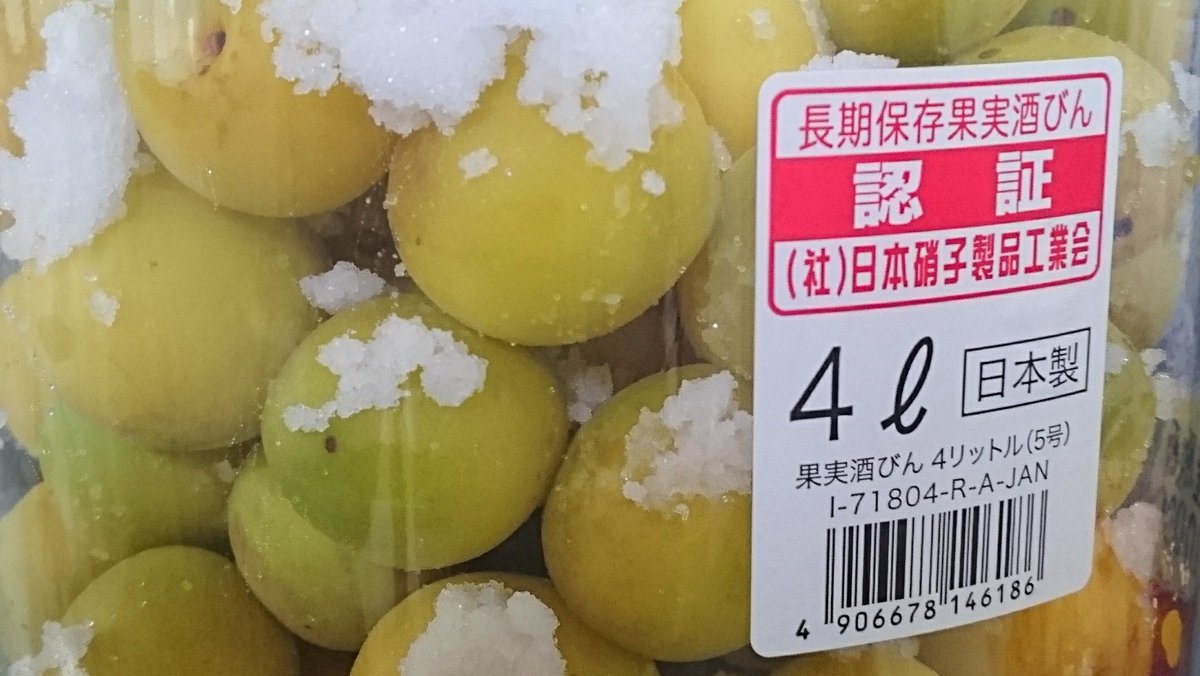 長期保存果実酒びん
認 証
(社)日本硝子製品工業会
4ℓ 日本製
果実酒びん 4リットル(5号)
I-71804-R-A-JAN
4 906678 146186